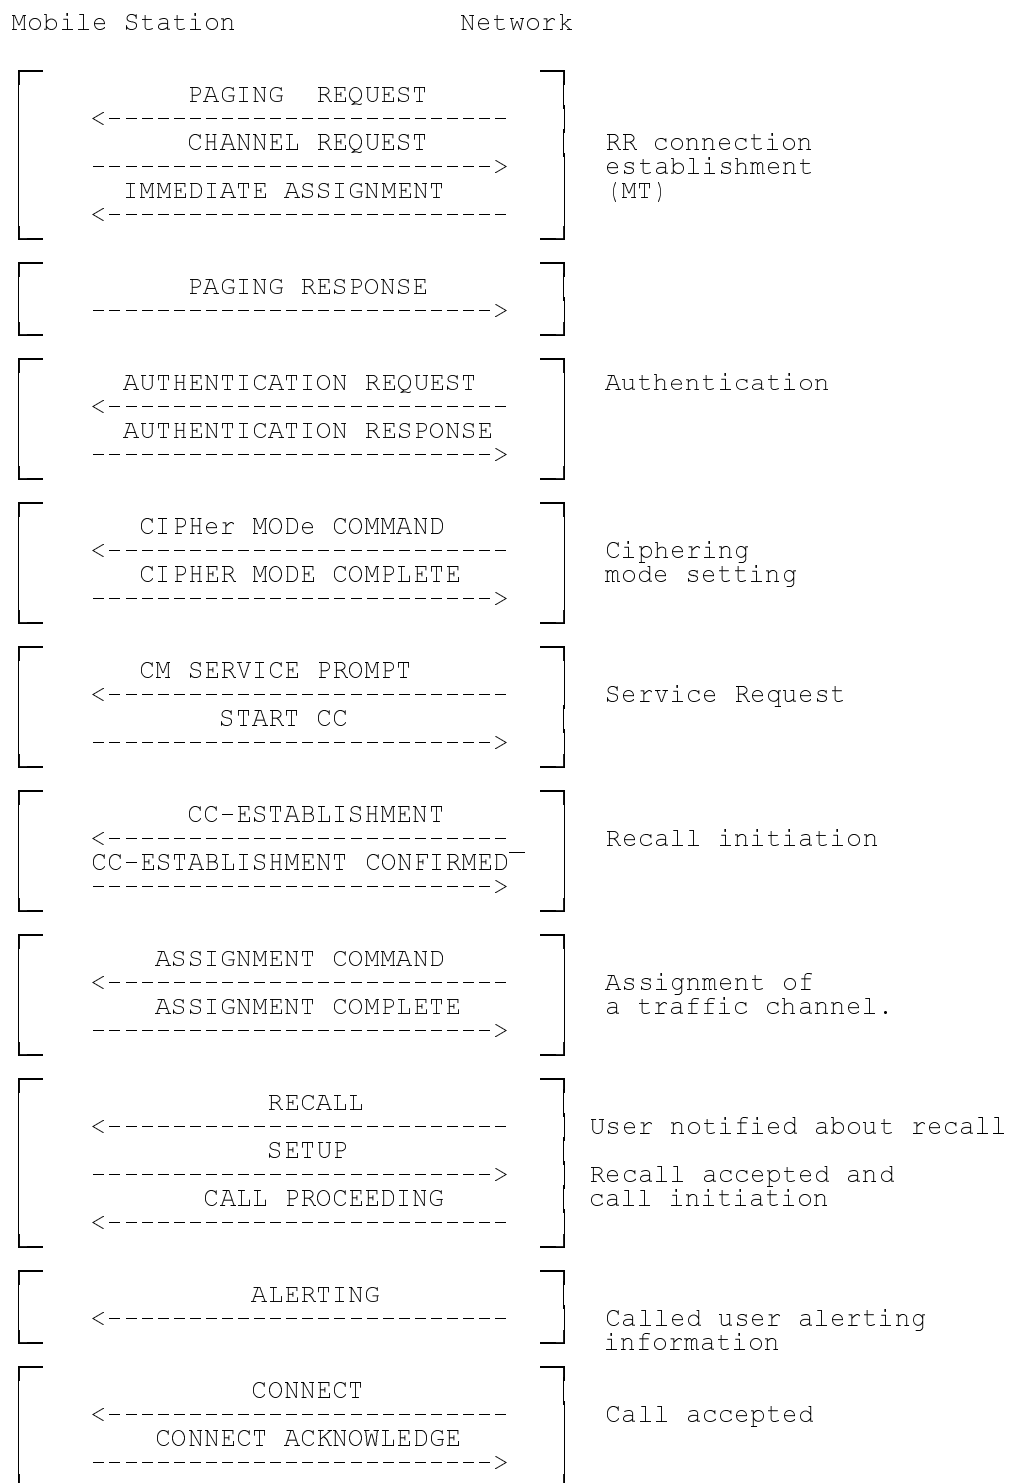 Mobile Station Network
PAGING REQUEST
<--------------------------
CHANNEL REQUEST RR connection
-------------------------> establishment
IMMEDIATE ASSIGNMENT (MT)
<--------------------------
PAGING RESPONSE
------------------------->
AUTHENTICATION REQUEST Authentication
<-------------------------
AUTHENTICATION RESPONSE
------------------------->
CIPHer MODe COMMAND
<------------------------- Ciphering
CIPHER MODE COMPLETE mode setting
------------------------->
CM SERVICE PROMPT
<------------------------- Service Request
START CC
------------------------->
CC-ESTABLISHMENT
<------------------------- Recall initiation
CC-ESTABLISHMENT CONFIRMED
------------------------->
ASSIGNMENT COMMAND
<------------------------- Assignment of
ASSIGNMENT COMPLETE a traffic channel.
------------------------->
RECALL
<------------------------- User notified about recall
SETUP
-------------------------> Recall accepted and
CALL PROCEEDING call initiation
<-------------------------
ALERTING
<------------------------- Called user alerting
information
CONNECT
<------------------------- Call accepted
CONNECT ACKNOWLEDGE
------------------------->